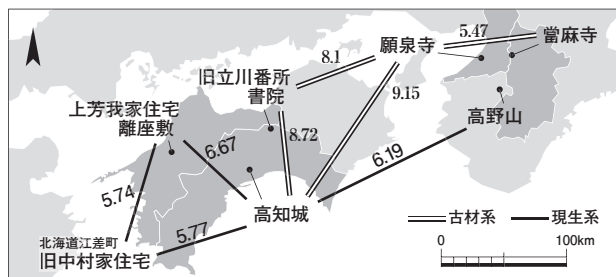 5.47
當麻寺
願泉寺
8.1
旧立川番所
書院
9.15
高野山
上芳我家住宅
離座敷
8.72
6.67
6.19
5.74
高知城
5.77
北海道江差町
旧中村家住宅
古材系
現生系
0
100km